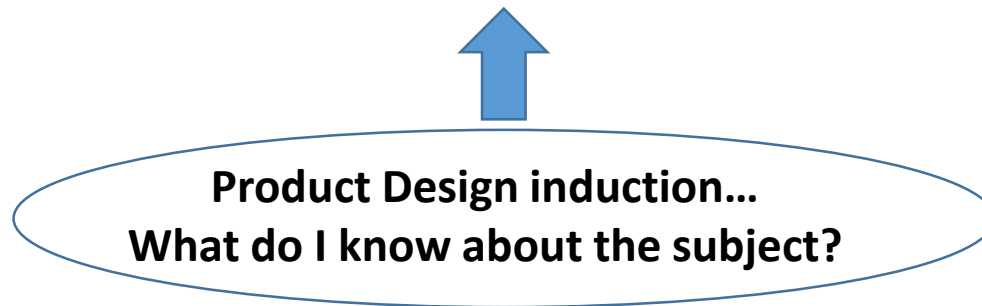 Product Design induction…
What do I know about the subject?